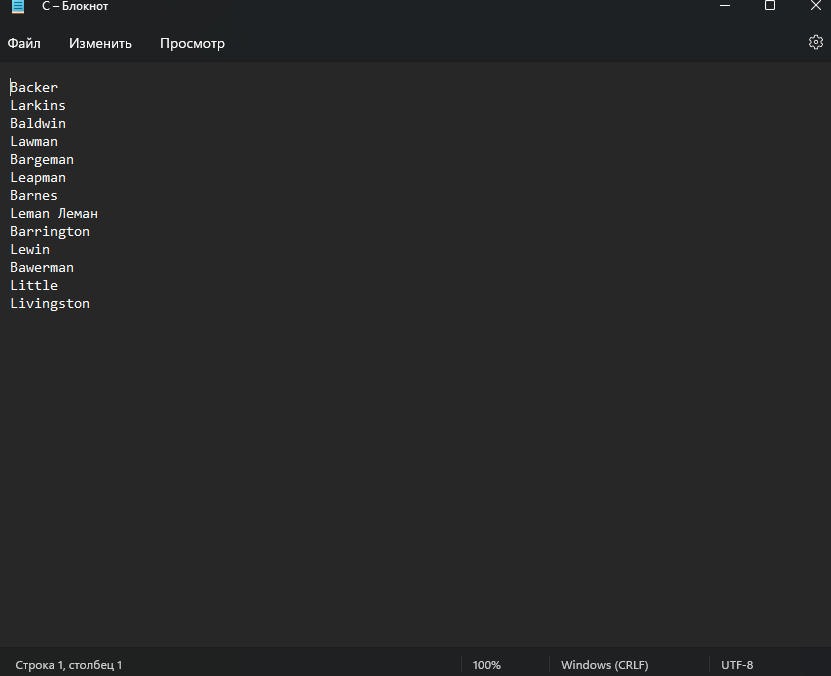 C – Блокнот
Файл Изменить Просмотр
Backer
Larkins
Baldwin
Lawman
Bargeman
Leapman
Barnes
Leman Леман
Barrington
Lewin
Bawerman
Little
Livingston
Строка 1, столбец 1 100% Windows (CRLF) UTF-8